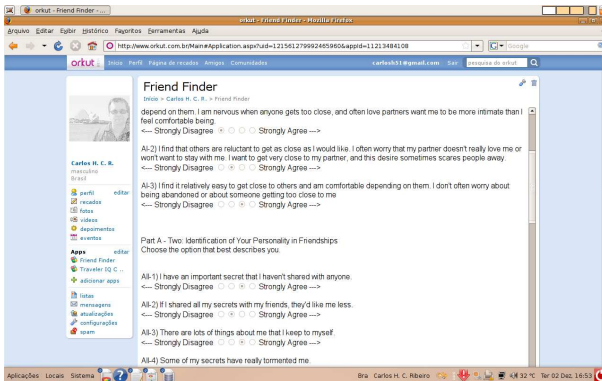 orkut - Friend Finder -...
orkut - Friend Finder - Mozilla Firefox
Arquivo Editar Exibir Histórico Favoritos Ferramentas Ajuda
http://www.orkut.com.br/Main#Application.aspx?uid=12156127999246596​0&appId=11213484108
Google
orkut
Início Perfil Página de recados Amigos Comunidades
carlosh51@gmail.com Sair pesquisa do orkut
Friend Finder
Início > Carlos H. C. R. > Friend Finder
depend on them. I am nervous when anyone gets too close, and often love partners want me to be more intimate than I
feel comfortable being.
<--- Strongly Disagree Strongly Agree --->
AI-2) I find that others are reluctant to get as close as I would like. I often worry that my partner doesn't really love me or
won't want to stay with me. I want to get very close to my partner, and this desire sometimes scares people away.
<--- Strongly Disagree Strongly Agree --->
AI-3) I find it relatively easy to get close to others and am comfortable depending on them. I don't often worry about
being abandoned or about someone getting too close to me
<--- Strongly Disagree Strongly Agree --->
Part A - Two: Identification of Your Personality in Friendships
Choose the option that best describes you.
AII-1) I have an important secret that I haven't shared with anyone.
<--- Strongly Disagree Strongly Agree --->
AII-2) If I shared all my secrets with my friends, they'd like me less.
<--- Strongly Disagree Strongly Agree --->
AII-3) There are lots of things about me that I keep to myself.
<--- Strongly Disagree Strongly Agree --->
AII-4) Some of my secrets have really tormented me.
Carlos H. C. R.
masculino
Brasil
perfil editar
recados
fotos
vídeos
depoimentos
eventos
Apps editar
Friend Finder
Traveler IQ C ..
adicionar apps
listas
mensagens
atualizações
configurações
spam
Aplicações Locais Sistema
Bra Carlos H. C. Ribeiro 32 °C Ter 02 Dez, 16:53